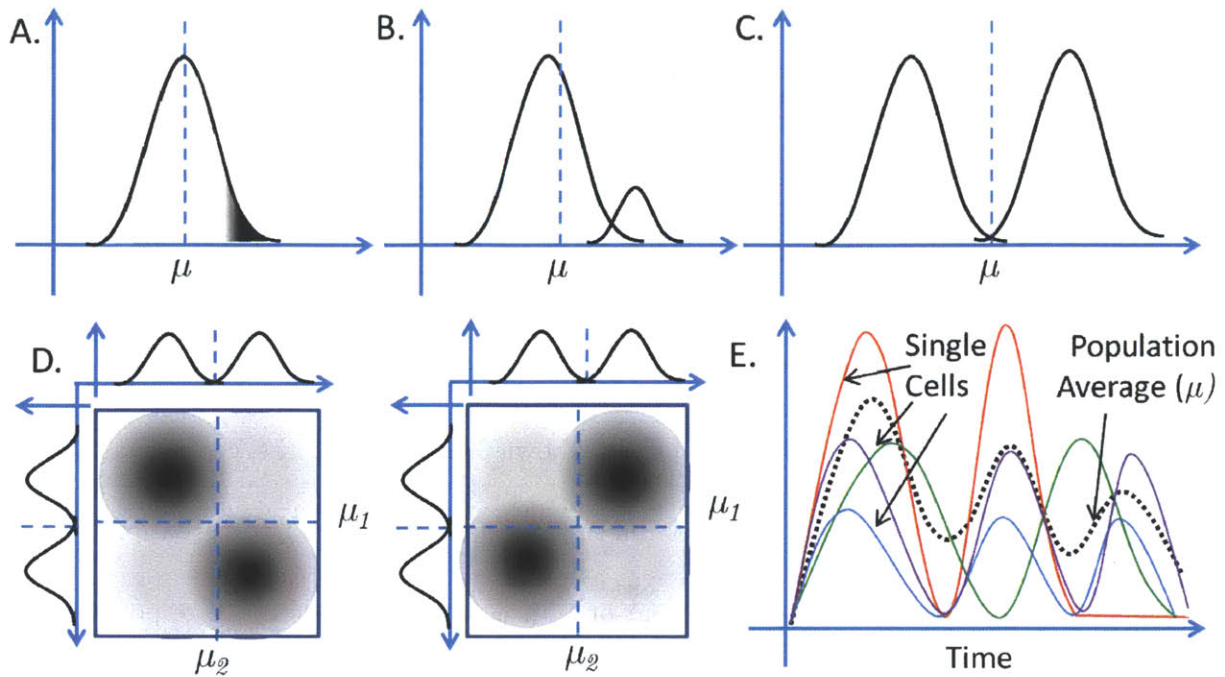 A.
B.
C.
μ
μ
μ
D.
μ1
μ2
μ1
μ2
E.
Single
Cells
Population
Average (μ)
Time